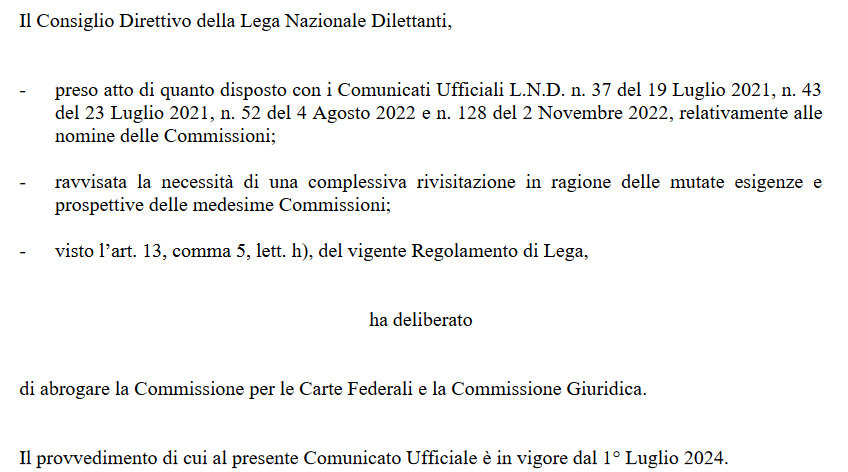 Il Consiglio Direttivo della Lega Nazionale Dilettanti,
- preso atto di quanto disposto con i Comunicati Ufficiali L.N.D. n. 37 del 19 Luglio 2021, n. 43
del 23 Luglio 2021, n. 52 del 4 Agosto 2022 e n. 128 del 2 Novembre 2022, relativamente alle
nomine delle Commissioni;
- ravvisata la necessità di una complessiva rivisitazione in ragione delle mutate esigenze e
prospettive delle medesime Commissioni;
- visto l’art. 13, comma 5, lett. h), del vigente Regolamento di Lega,
ha deliberato
di abrogare la Commissione per le Carte Federali e la Commissione Giuridica.
Il provvedimento di cui al presente Comunicato Ufficiale è in vigore dal 1° Luglio 2024.